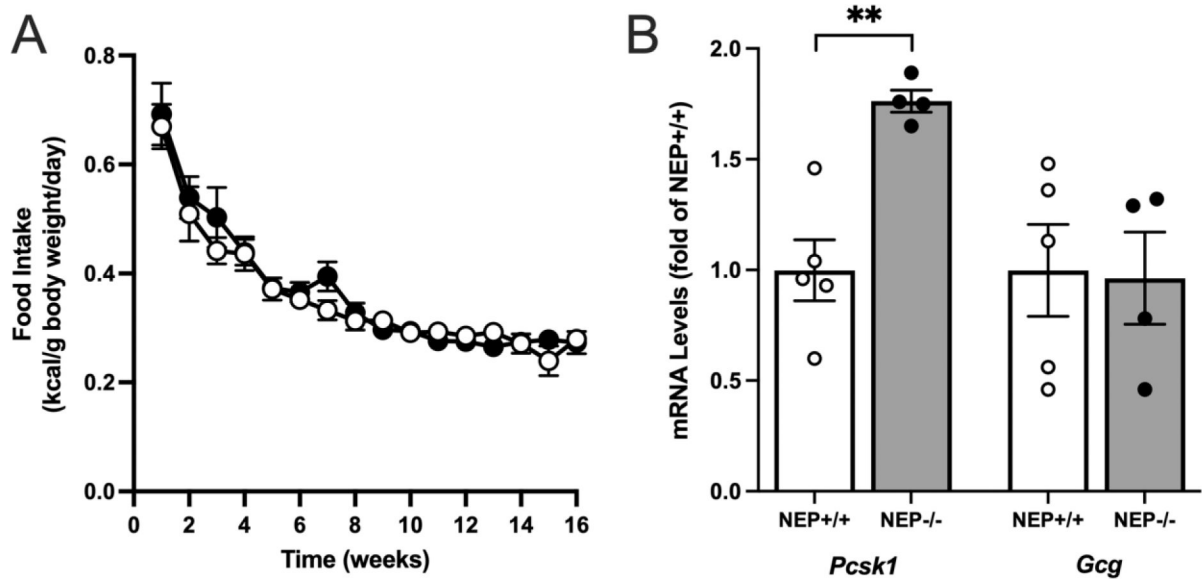 A
0.8
0.6
0.4
0.2
0.0
Food Intake
(kcal/g body weight/day)
0 2 4 6 8 10 12 14 16
Time (weeks)
B
**
2.0
1.5
1.0
0.5
0.0
mRNA Levels (fold of NEP+/+)
NEP+/+ NEP-/- NEP+/+ NEP-/-
Pcsk1 Gcg